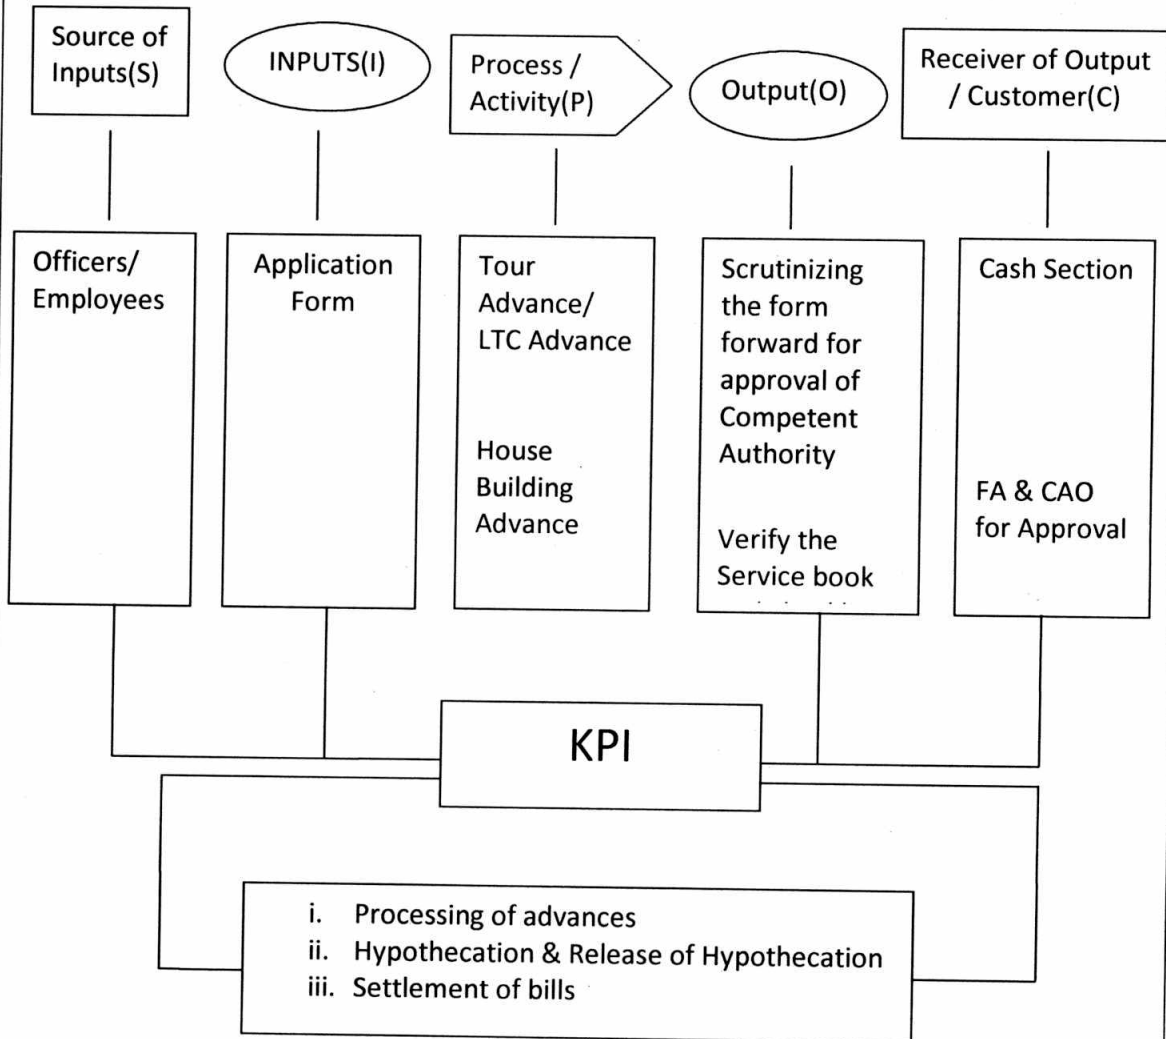 Source of
Inputs(S)
INPUTS(I)
Process /
Activity(P)
Output(O)
Receiver of Output
/ Customer(C)
Officers/
Employees
Application
Form
Tour
Advance/
LTC Advance
House
Building
Advance
Scrutinizing
the form
forward for
approval of
Competent
Authority
Verify the
Service book
Cash Section
FA & CAO
for Approval
KPI
i. Processing of advances
ii. Hypothecation & Release of Hypothecation
iii. Settlement of bills